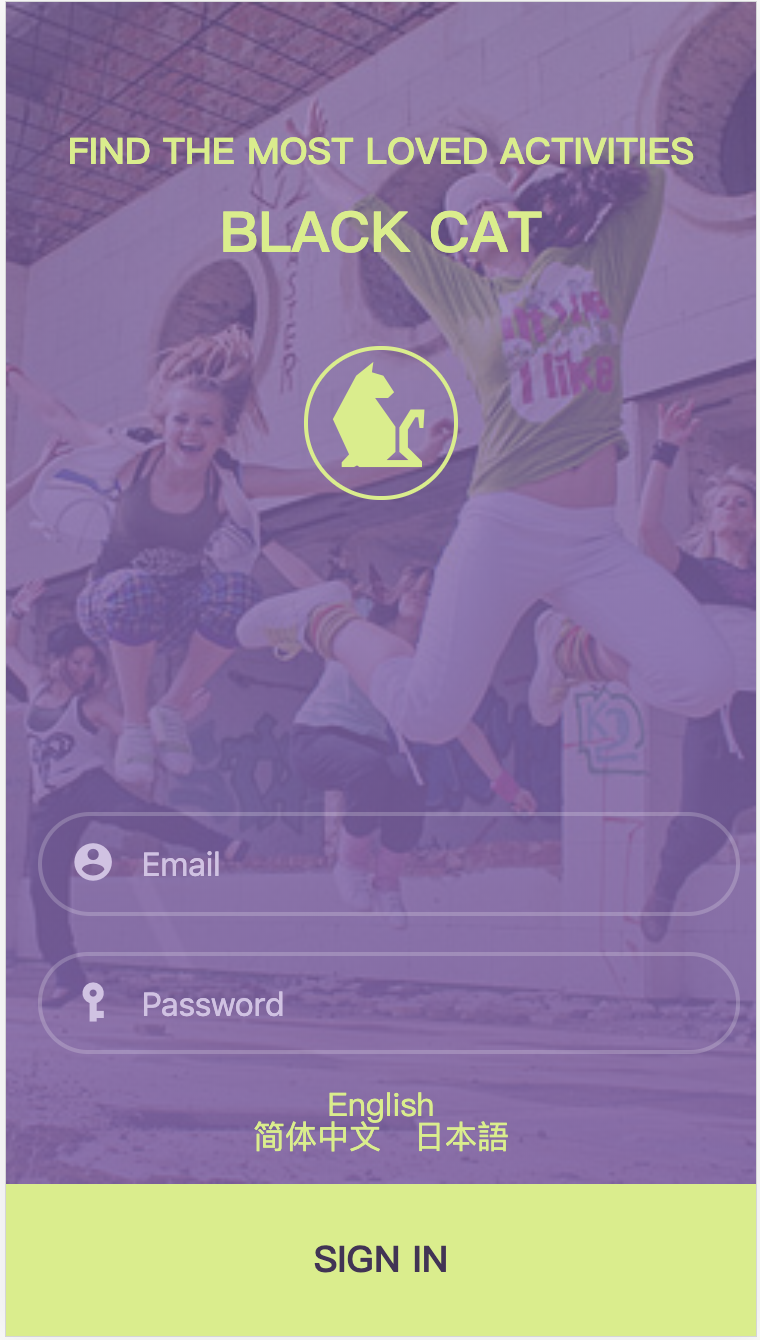 FIND THE MOST LOVED ACTIVITIES
BLACK CAT
I like
Email
Password
English
简体中文 日本語
SIGN IN